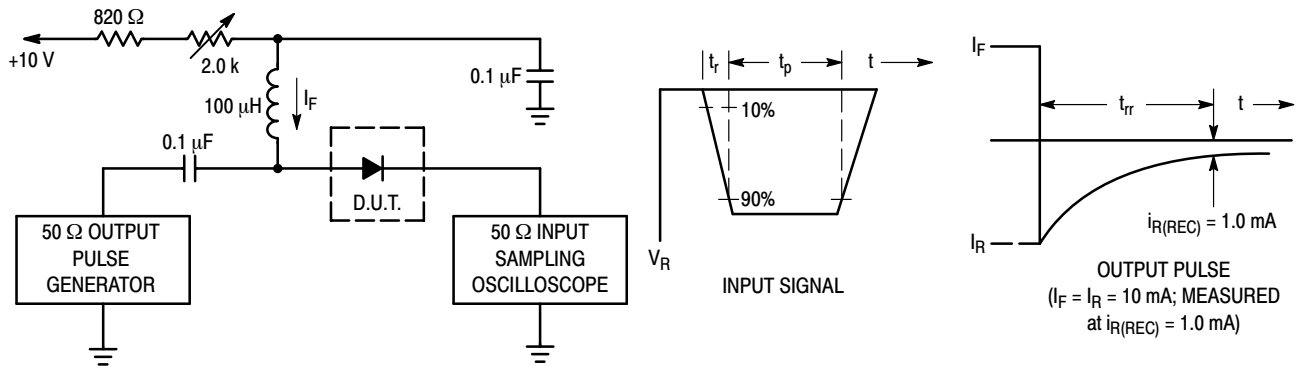 820 Ω
+10 V
2.0 k
100 μH
I_F
0.1 μF
0.1 μF
D.U.T.
50 Ω OUTPUT
PULSE
GENERATOR
50 Ω INPUT
SAMPLING
OSCILLOSCOPE
t_r
t_p
t
10%
90%
V_R
INPUT SIGNAL
I_F
t_rr
t
i_R(REC) = 1.0 mA
I_R
OUTPUT PULSE
(I_F = I_R = 10 mA; MEASURED
at i_R(REC) = 1.0 mA)